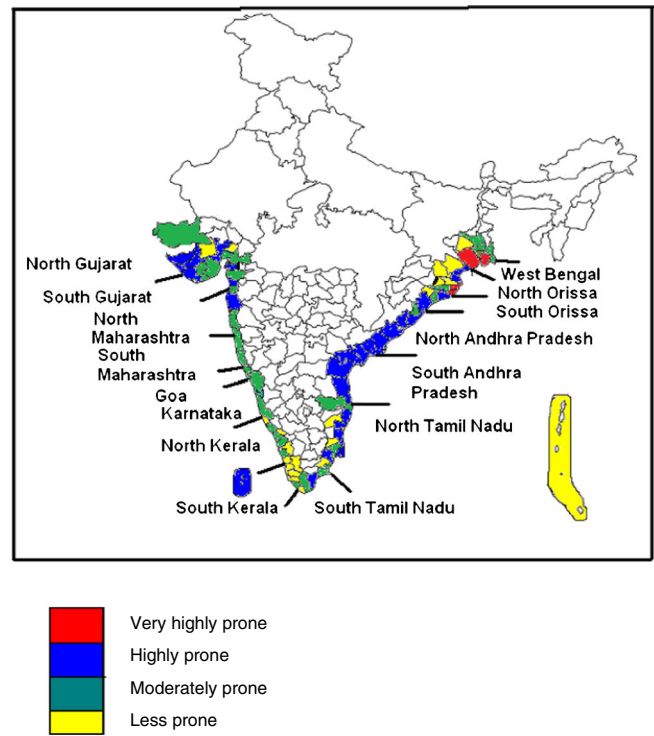 North Gujarat
South Gujarat
North
Maharashtra
South
Maharashtra
Goa
Karnataka
North Kerala
South Kerala
South Tamil Nadu
West Bengal
North Orissa
South Orissa
North Andhra Pradesh
South Andhra
Pradesh
North Tamil Nadu
Very highly prone
Highly prone
Moderately prone
Less prone